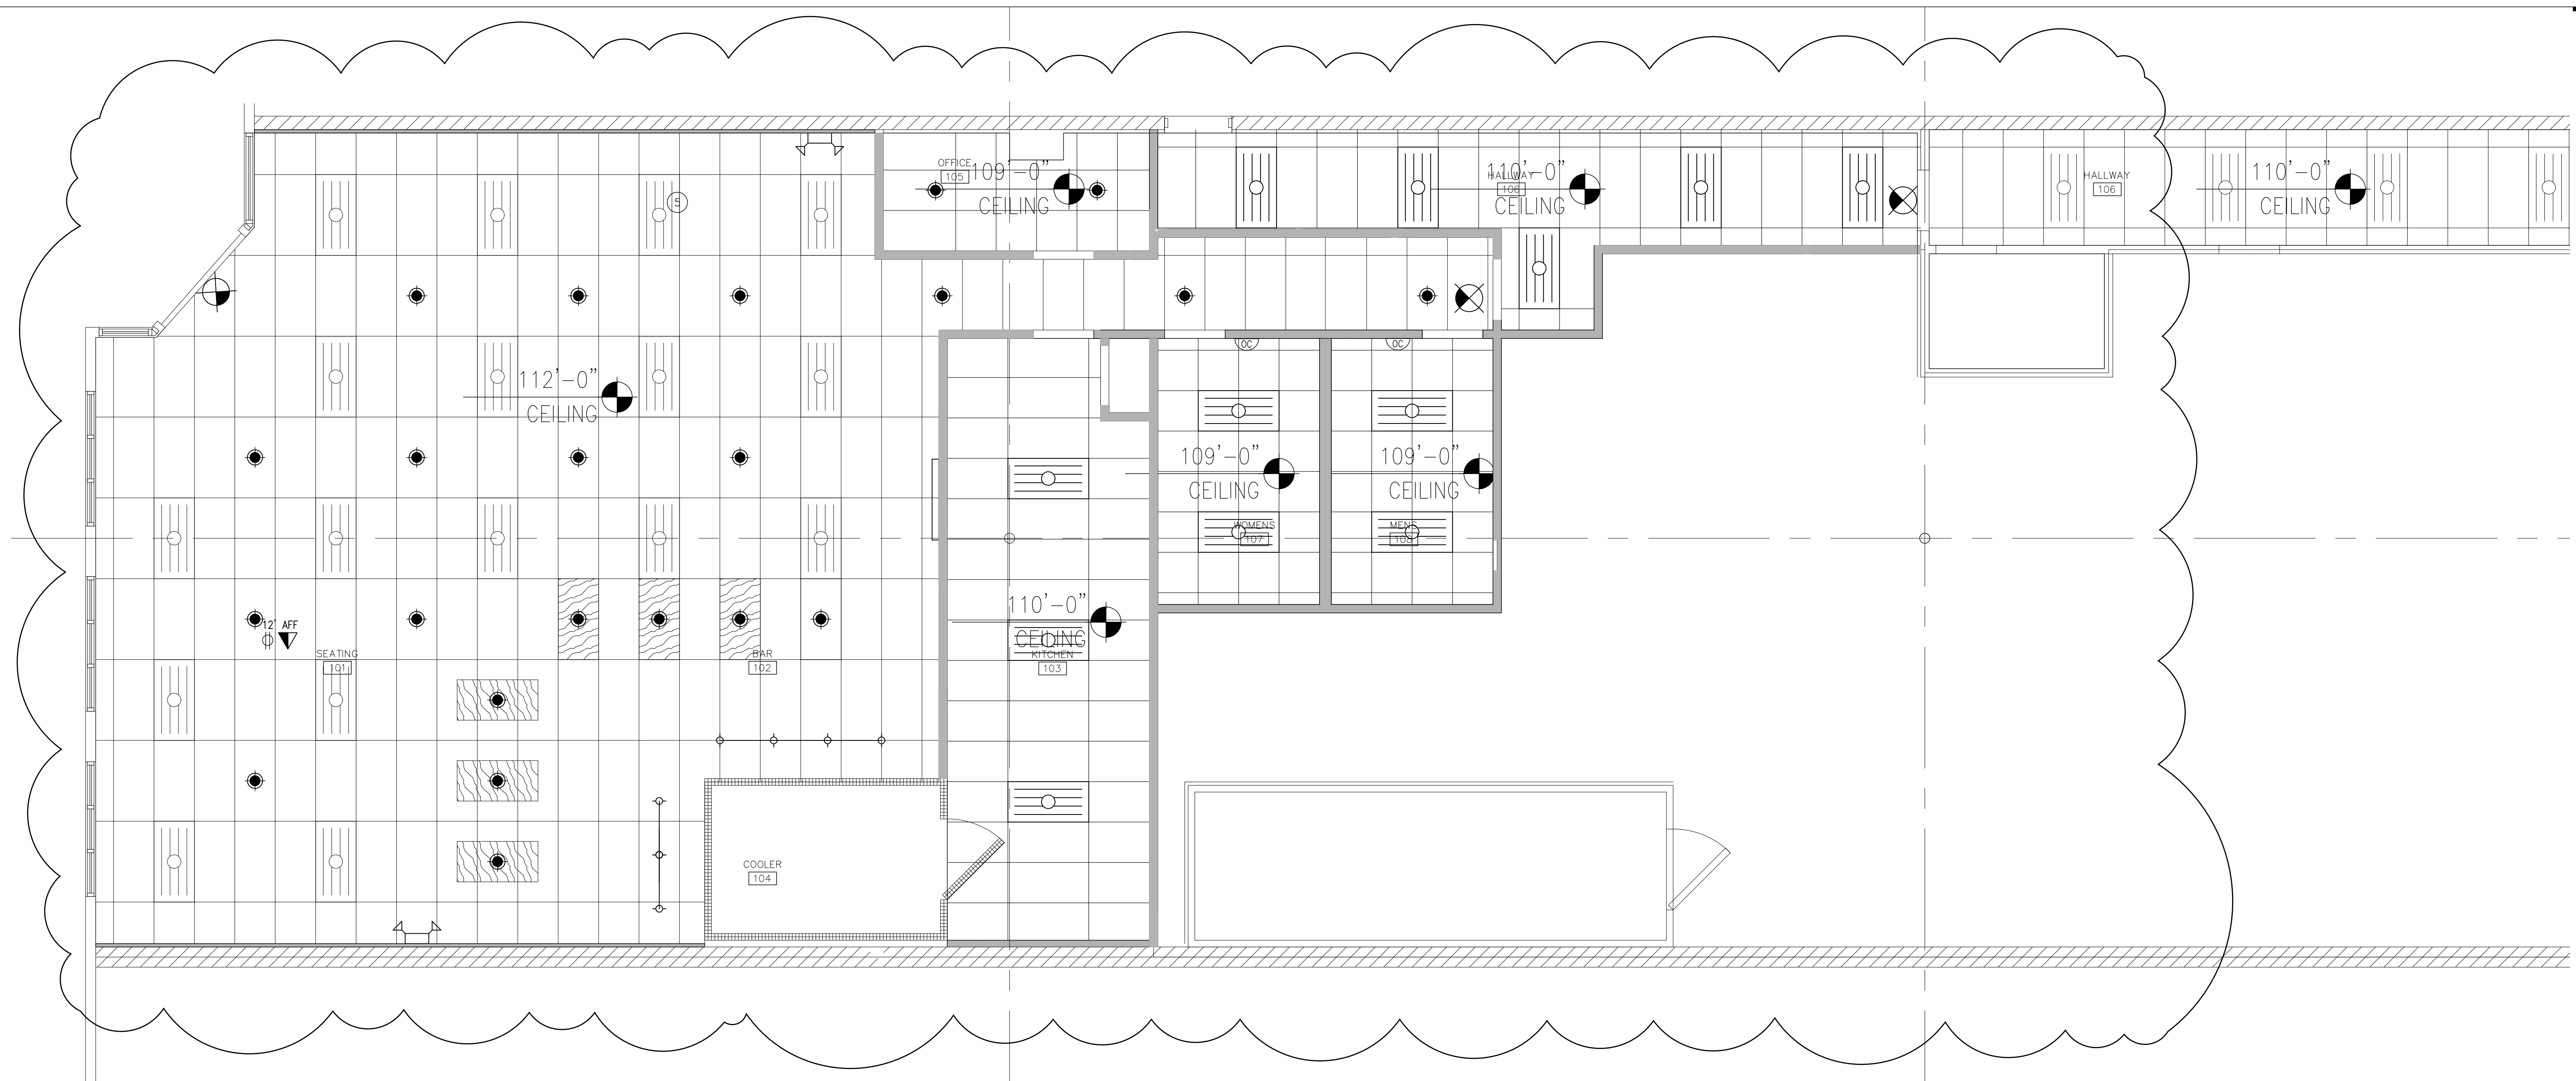 OFFICE
105
109'-0"
CEILING
110'-0"
HALLWAY
106
CEILING
HALLWAY
106
110'-0"
CEILING
5
OC
OC
112'-0"
CEILING
109'-0"
CEILING
109'-0"
CEILING
WOMENS
107
MENS
108
12' AFF
SEATING
101
BAR
102
110'-0"
CEILING
KITCHEN
103
COOLER
104